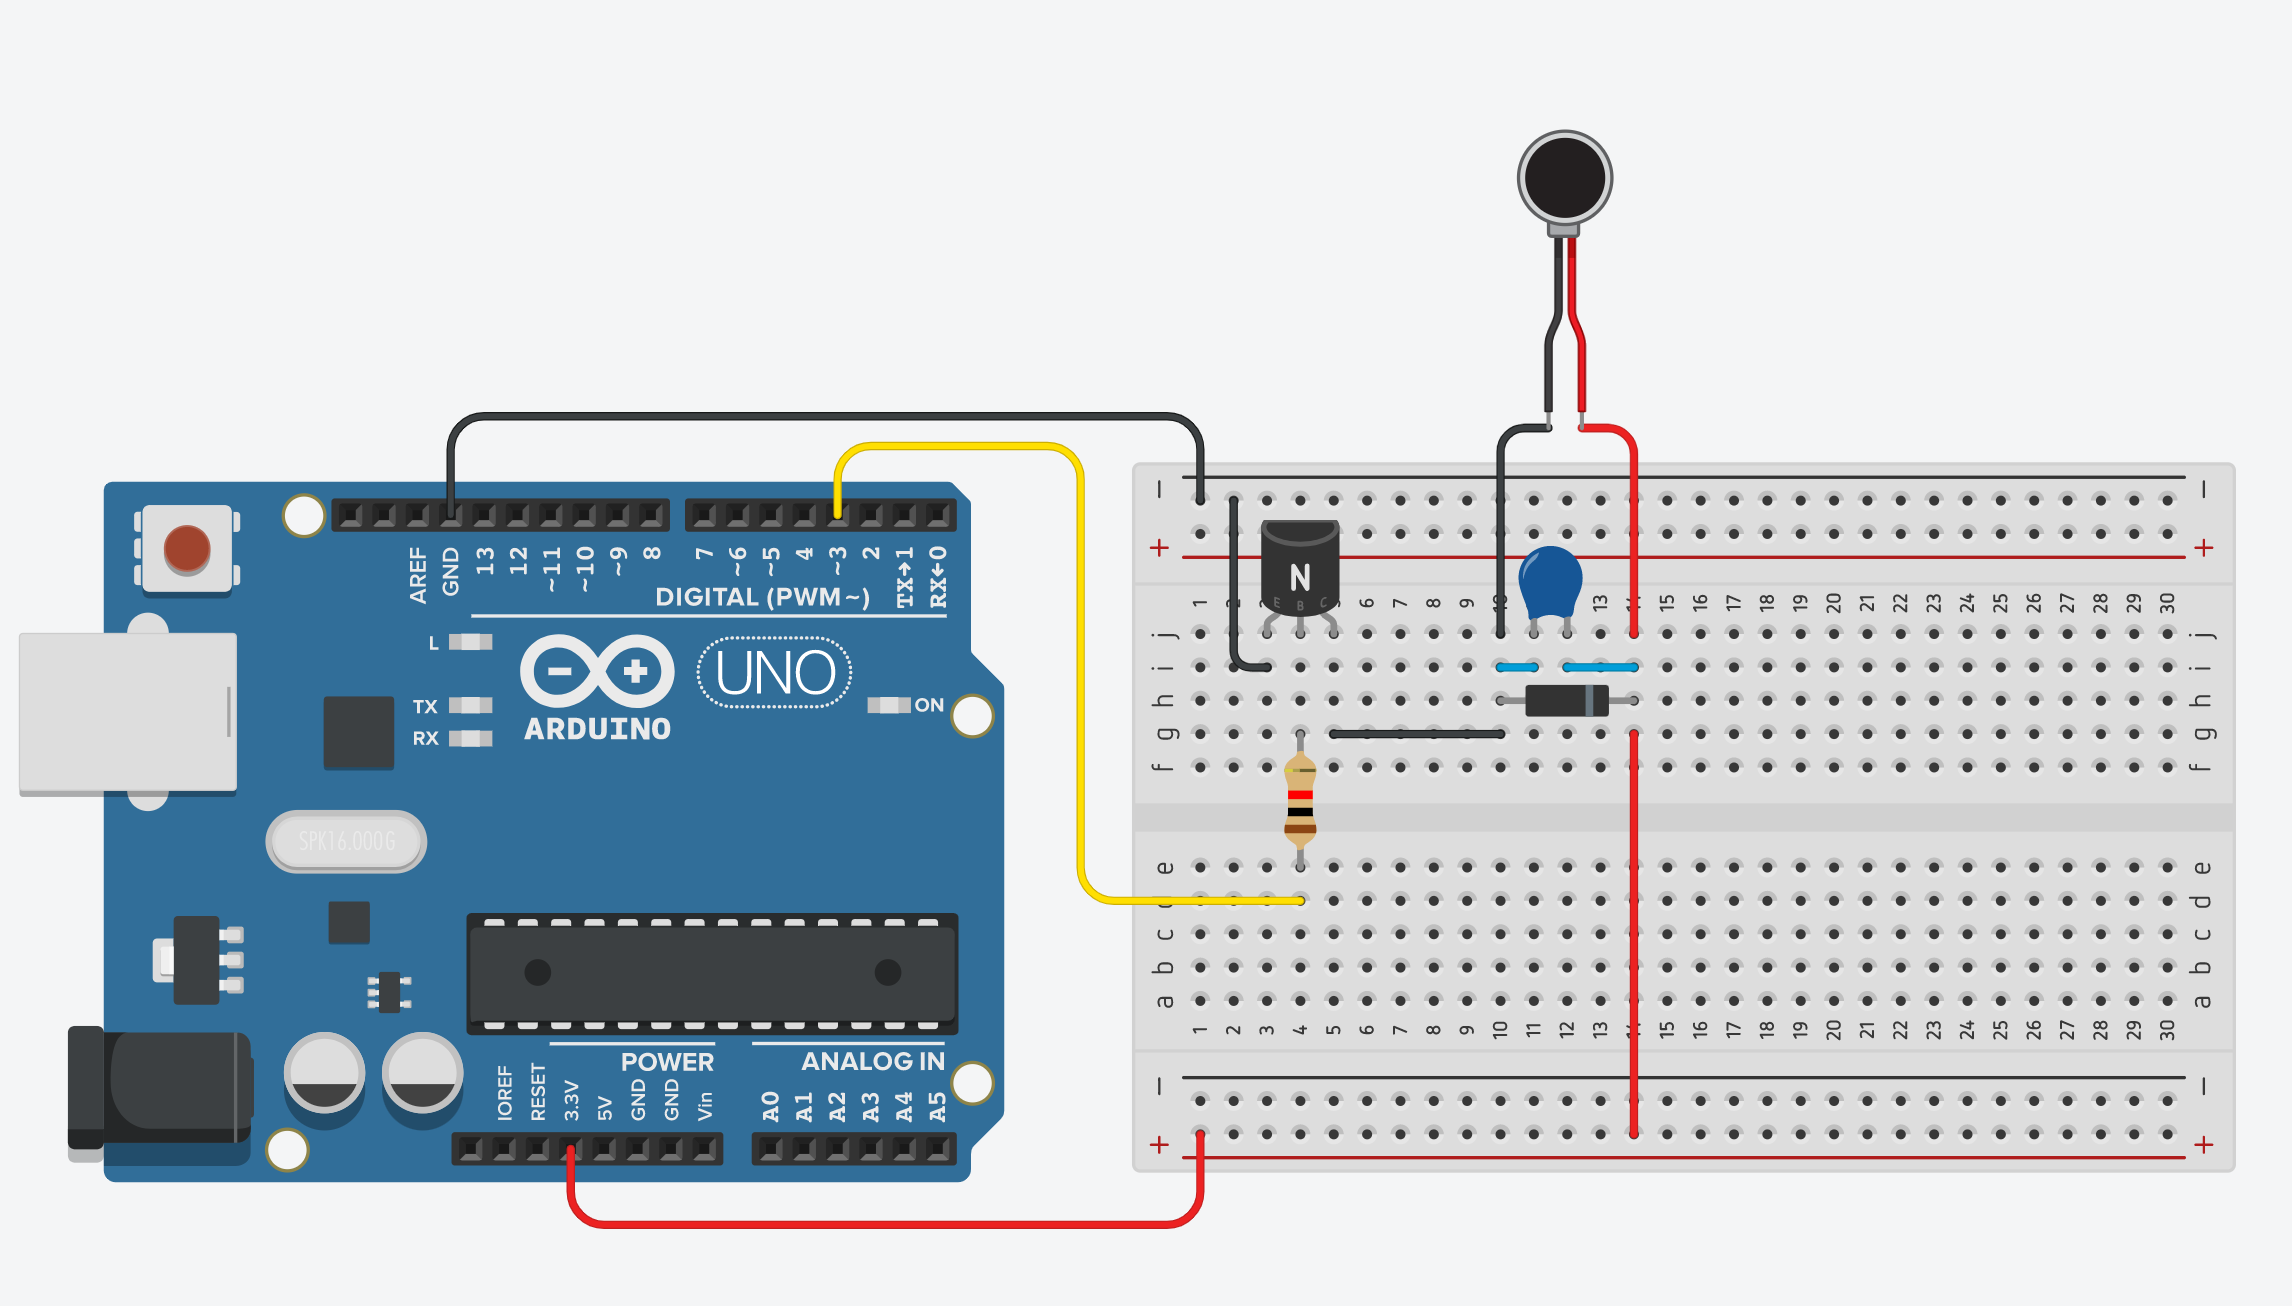 AREF
GND
13
12
~11
~10
~9
8
7
~6
~5
4
~3
2
TX→1
RX←0
DIGITAL (PWM ~)
L
TX
RX
ARDUINO
UNO
ON
SPKT6.000G
POWER
ANALOG IN
IOREF
RESET
3.3V
5V
GND
GND
Vin
A0
A1
A2
A3
A4
A5
N
E B C
− −
+ +
1 2 3 5 6 7 8 9 10 13 14 15 16 17 18 19 20 21 22 23 24 25 26 27 28 29 30
j j
i i
h h
g g
f f
e e
d
c c
b b
a a
1 2 3 4 5 6 7 8 9 10 11 12 13 14 15 16 17 18 19 20 21 22 23 24 25 26 27 28 29 30
− −
+ +